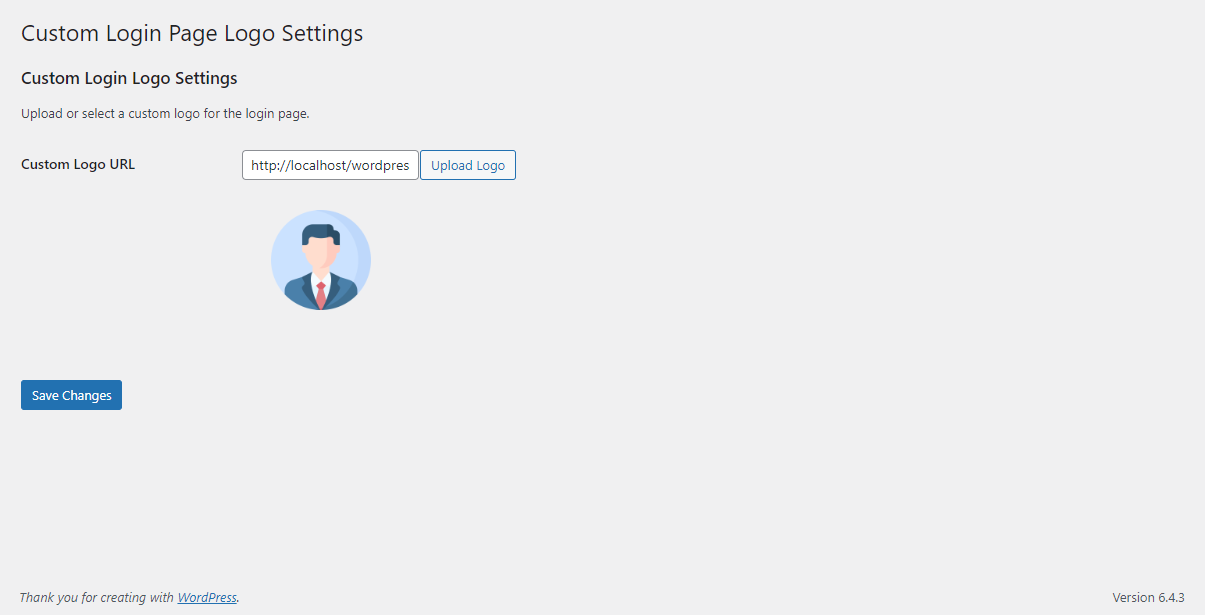 Custom Login Page Logo Settings
Custom Login Logo Settings
Upload or select a custom logo for the login page.
Custom Logo URL
http://localhost/wordpres
Upload Logo
Save Changes
Thank you for creating with WordPress.
Version 6.4.3